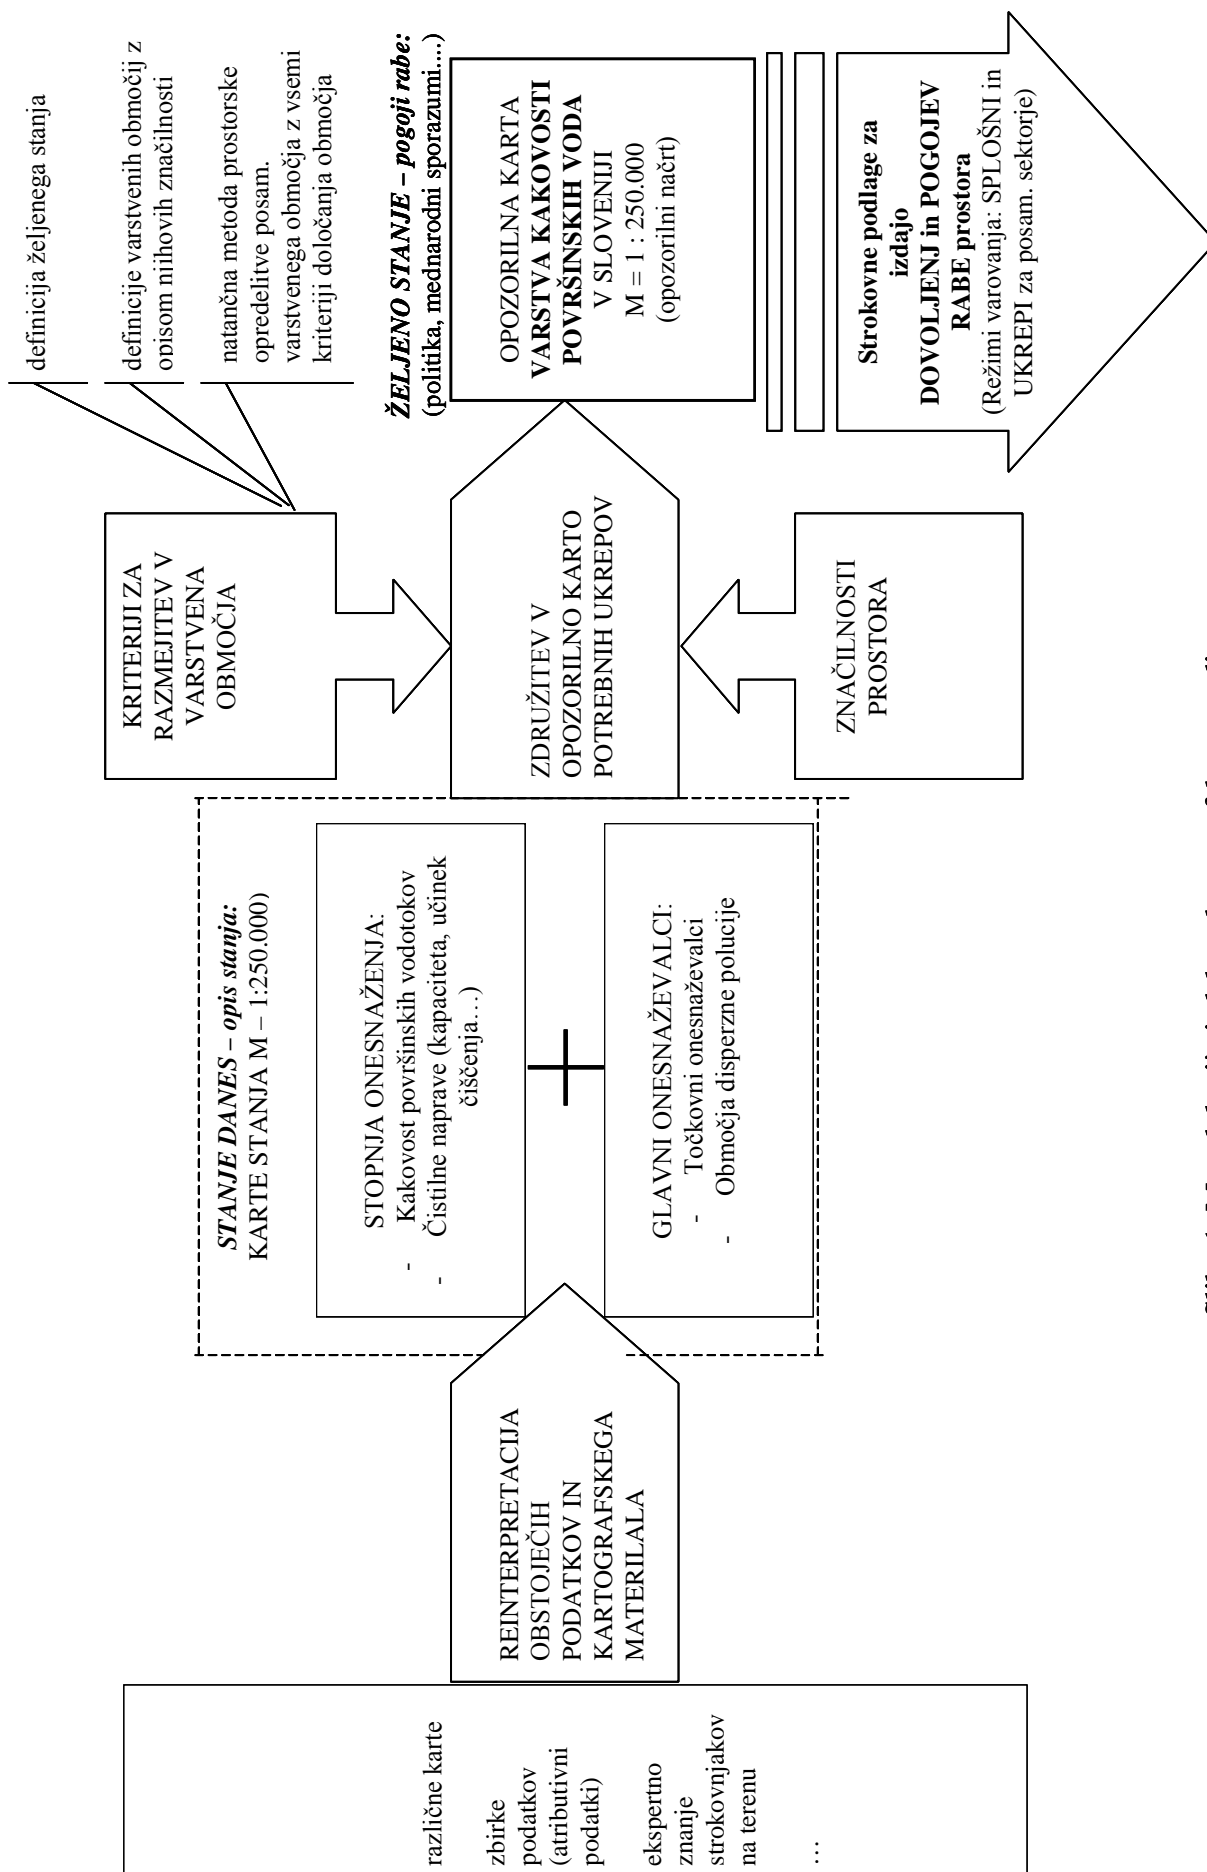 različne karte
zbirke
podatkov
(atributivni
podatki)
ekspertno
znanje
strokovnjakov
na terenu
…
REINTERPRETACIJA
OBSTOJEČIH
PODATKOV IN
KARTOGRAFSKEGA
MATERILALA
STANJE DANES – opis stanja:
KARTE STANJA M – 1:250.000)
STOPNJA ONESNAŽENJA:
- Kakovost površinskih vodotokov
- Čistilne naprave (kapaciteta, učinek
čiščenja…)
GLAVNI ONESNAŽEVALCI:
- Točkovni onesnaževalci
- Območja disperzne polucije
KRITERIJI ZA
RAZMEJITEV V
VARSTVENA
OBMOČJA
definicija željenega stanja
definicije varstvenih območij z
opisom njihovih značilnosti
natančna metoda prostorske
opredelitve posam.
varstvenega območja z vsemi
kriteriji določanja območja
ZDRUŽITEV V
OPOZORILNO KARTO
POTREBNIH UKREPOV
ZNAČILNOSTI
PROSTORA
ŽELJENO STANJE – pogoji rabe:
(politika, mednarodni sporazumi....)
OPOZORILNA KARTA
VARSTVA KAKOVOSTI
POVRŠINSKIH VODA
V SLOVENIJI
M = 1 : 250.000
(opozorilni načrt)
Strokovne podlage za
izdajo
DOVOLJENJ in POGOJEV
RABE prostora
(Režimi varovanja: SPLOŠNI in
UKREPI za posam. sektorje)